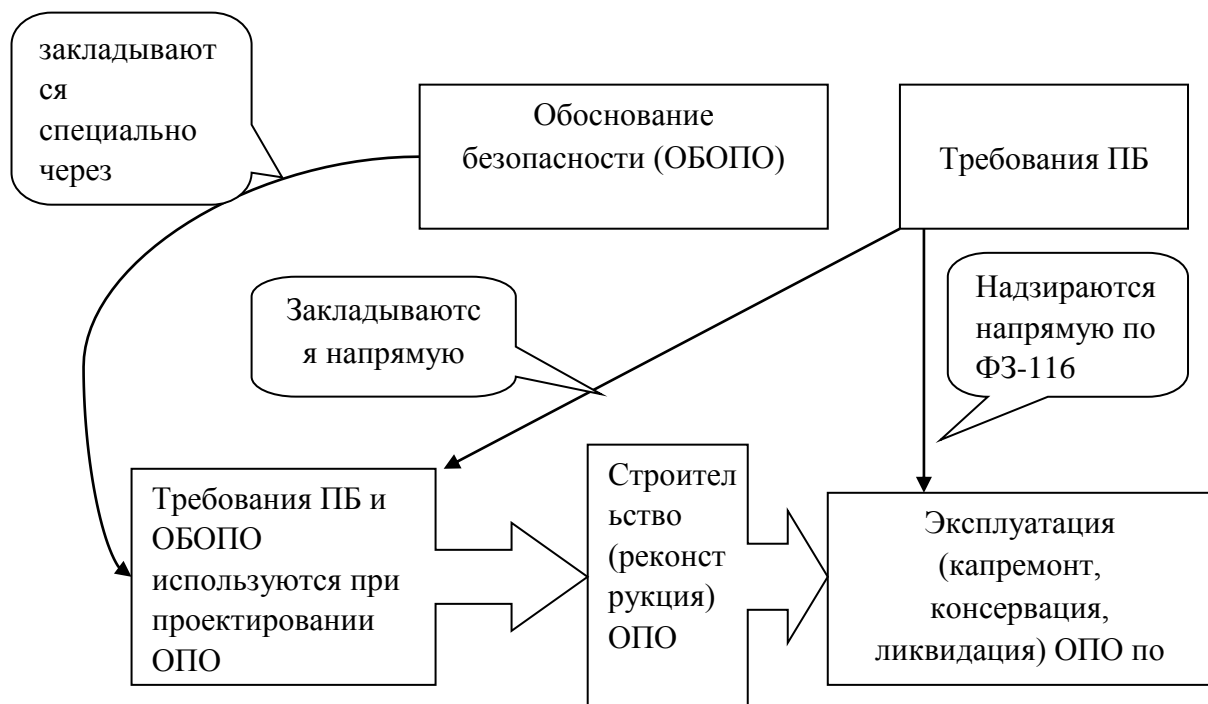 закладывают
ся
специально
через
Обоснование
безопасности (ОБОПО)
Требования ПБ
Закладываютс
я напрямую
Надзираются
напрямую по
ФЗ-116
Требования ПБ и
ОБОПО
используются при
проектировании
ОПО
Строител
ьство
(реконст
рукция)
ОПО
Эксплуатация
(капремонт,
консервация,
ликвидация) ОПО по